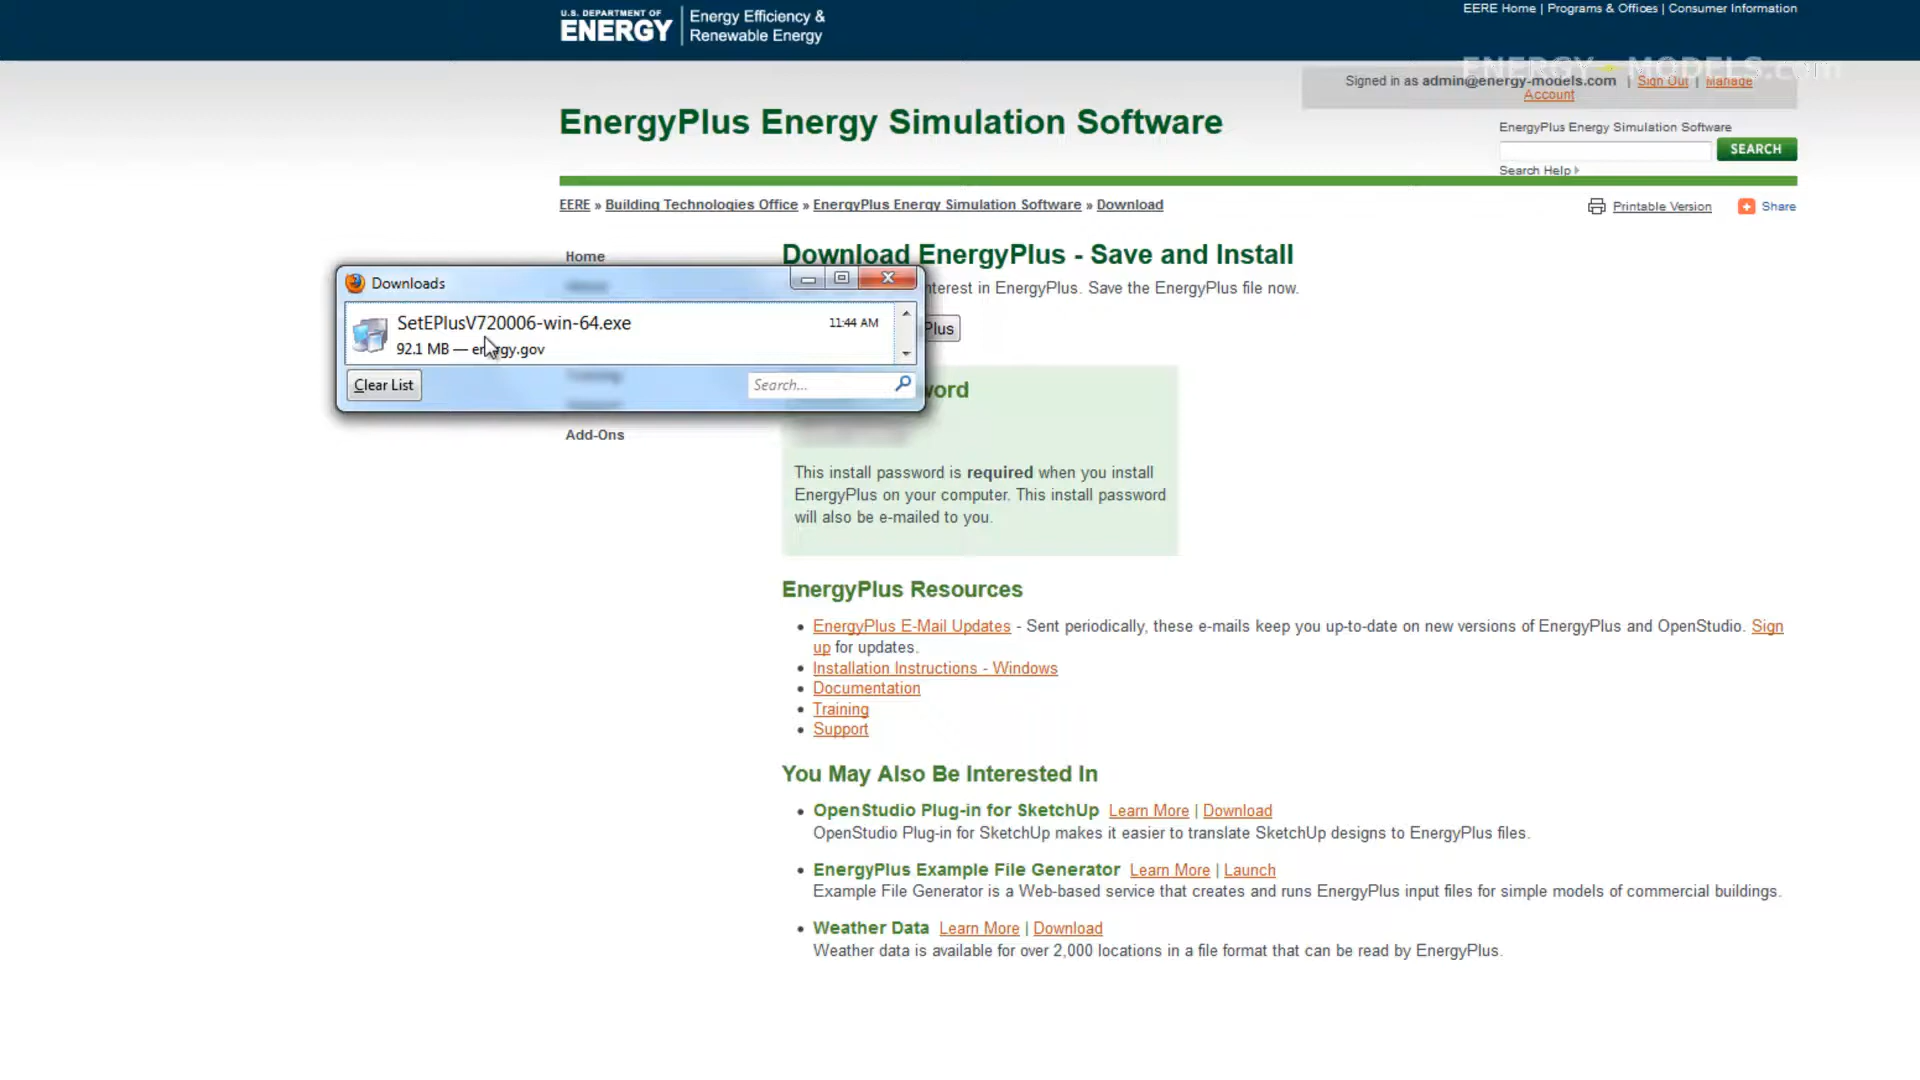 U.S. DEPARTMENT OF
ENERGY
Energy Efficiency &
Renewable Energy
EERE Home | Programs & Offices | Consumer Information
ENERGY MODELS.com
Signed in as admin@energy-models.com | Sign Out | Manage
Account
EnergyPlus Energy Simulation Software
EnergyPlus Energy Simulation Software
SEARCH
Search Help
EERE » Building Technologies Office » EnergyPlus Energy Simulation Software » Download
Printable Version
Share
Home
Download EnergyPlus - Save and Install
nterest in EnergyPlus. Save the EnergyPlus file now.
Plus
Downloads
SetEPlusV720006-win-64.exe
11:44 AM
92.1 MB — energy.gov
Clear List
Search...
word
Add-Ons
This install password is required when you install
EnergyPlus on your computer. This install password
will also be e-mailed to you.
EnergyPlus Resources
• EnergyPlus E-Mail Updates - Sent periodically, these e-mails keep you up-to-date on new versions of EnergyPlus and OpenStudio. Sign
up for updates.
• Installation Instructions - Windows
• Documentation
• Training
• Support
You May Also Be Interested In
• OpenStudio Plug-in for SketchUp Learn More | Download
OpenStudio Plug-in for SketchUp makes it easier to translate SketchUp designs to EnergyPlus files.
• EnergyPlus Example File Generator Learn More | Launch
Example File Generator is a Web-based service that creates and runs EnergyPlus input files for simple models of commercial buildings.
• Weather Data Learn More | Download
Weather data is available for over 2,000 locations in a file format that can be read by EnergyPlus.